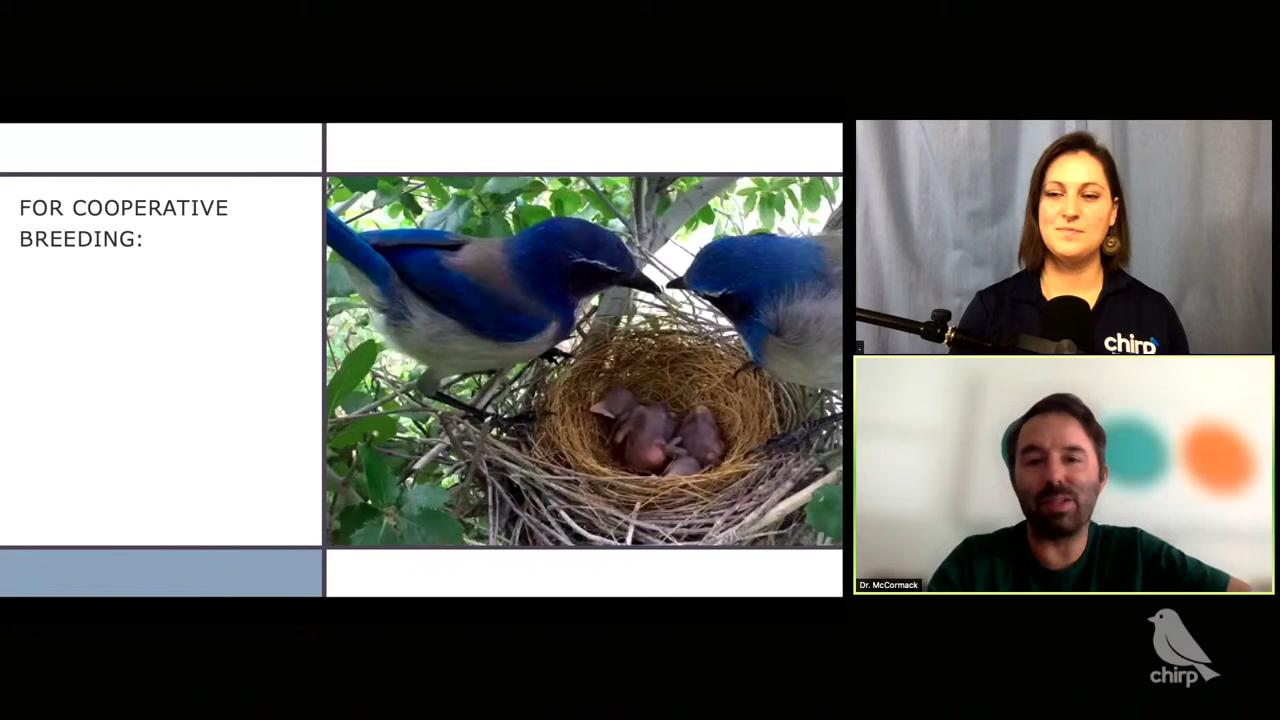 FOR COOPERATIVE
BREEDING:
chirp
Dr. McCormack
chirp